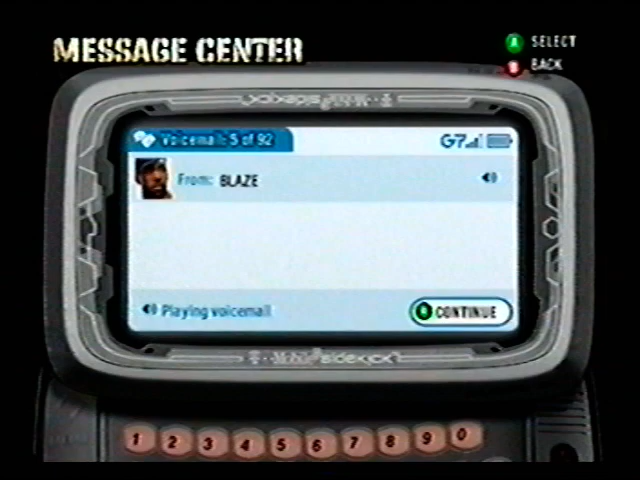 MESSAGE CENTER
A SELECT
B BACK
Voicemail: 5 of 92
G7
From: BLAZE
Playing voicemail
A CONTINUE
T · Mobile sidekick
1 2 3 4 5 6 7 8 9 0